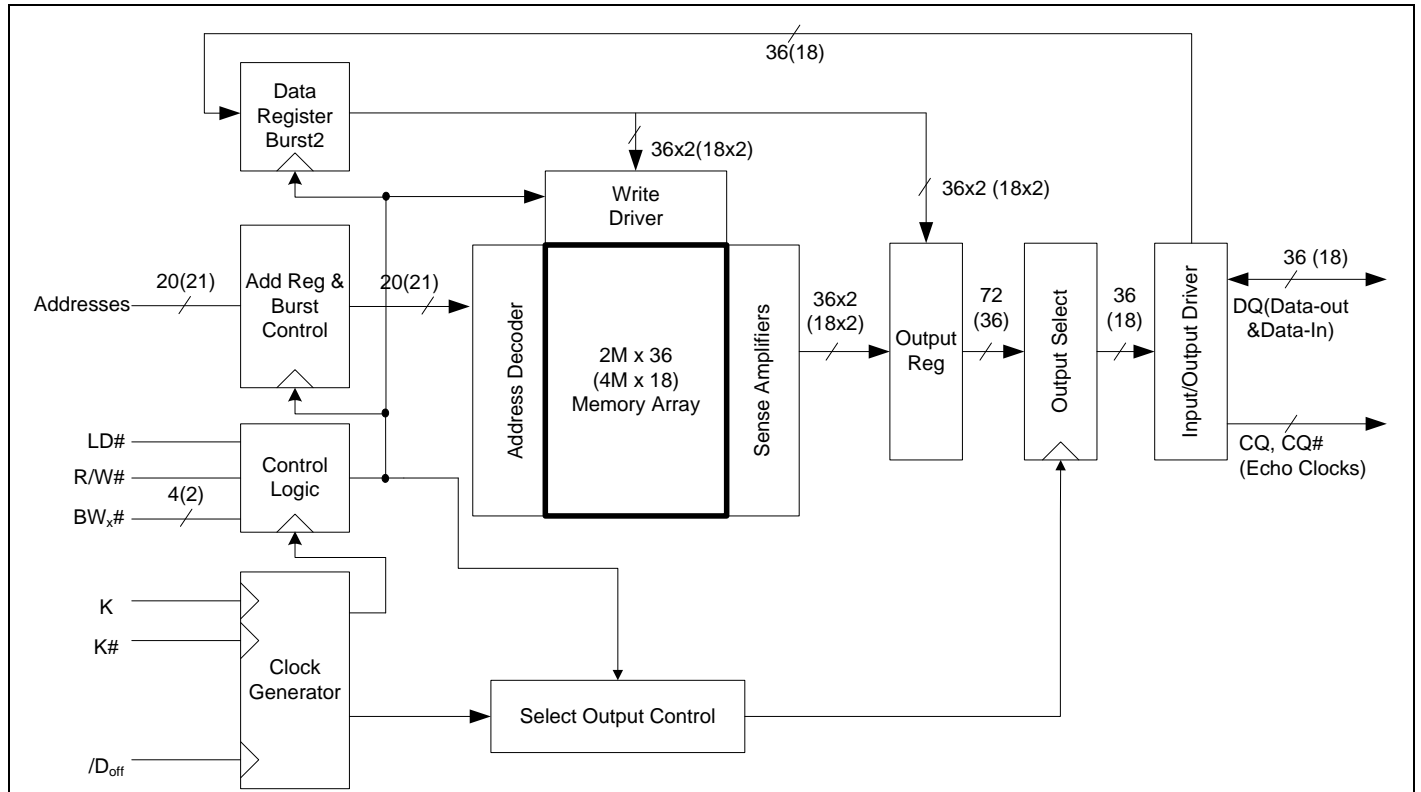 36(18)
Data
Register
Burst2
36x2(18x2)
36x2 (18x2)
Write
Driver
Addresses
20(21)
Add Reg &
Burst
Control
20(21)
Address Decoder
2M x 36
(4M x 18)
Memory Array
Sense Amplifiers
36x2
(18x2)
Output
Reg
72
(36)
Output Select
36
(18)
Input/Output Driver
36 (18)
DQ(Data-out
&Data-In)
CQ, CQ#
(Echo Clocks)
LD#
R/W#
BWx#
4(2)
Control
Logic
K
K#
/Doff
Clock
Generator
Select Output Control